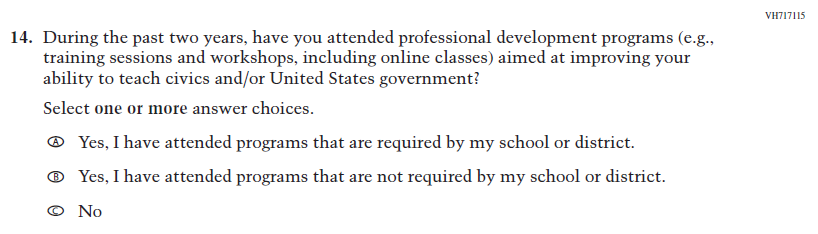 VH717115
14. During the past two years, have you attended professional development programs (e.g.,
training sessions and workshops, including online classes) aimed at improving your
ability to teach civics and/or United States government?
Select one or more answer choices.
A Yes, I have attended programs that are required by my school or district.
B Yes, I have attended programs that are not required by my school or district.
C No